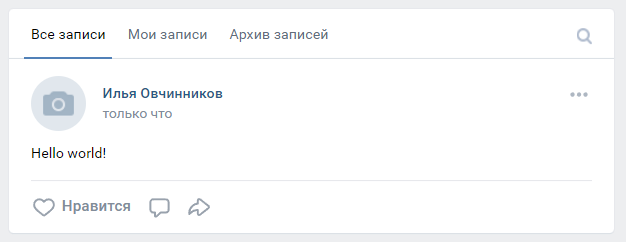 Все записи Мои записи Архив записей
Илья Овчинников
только что
Hello world!
Нравится